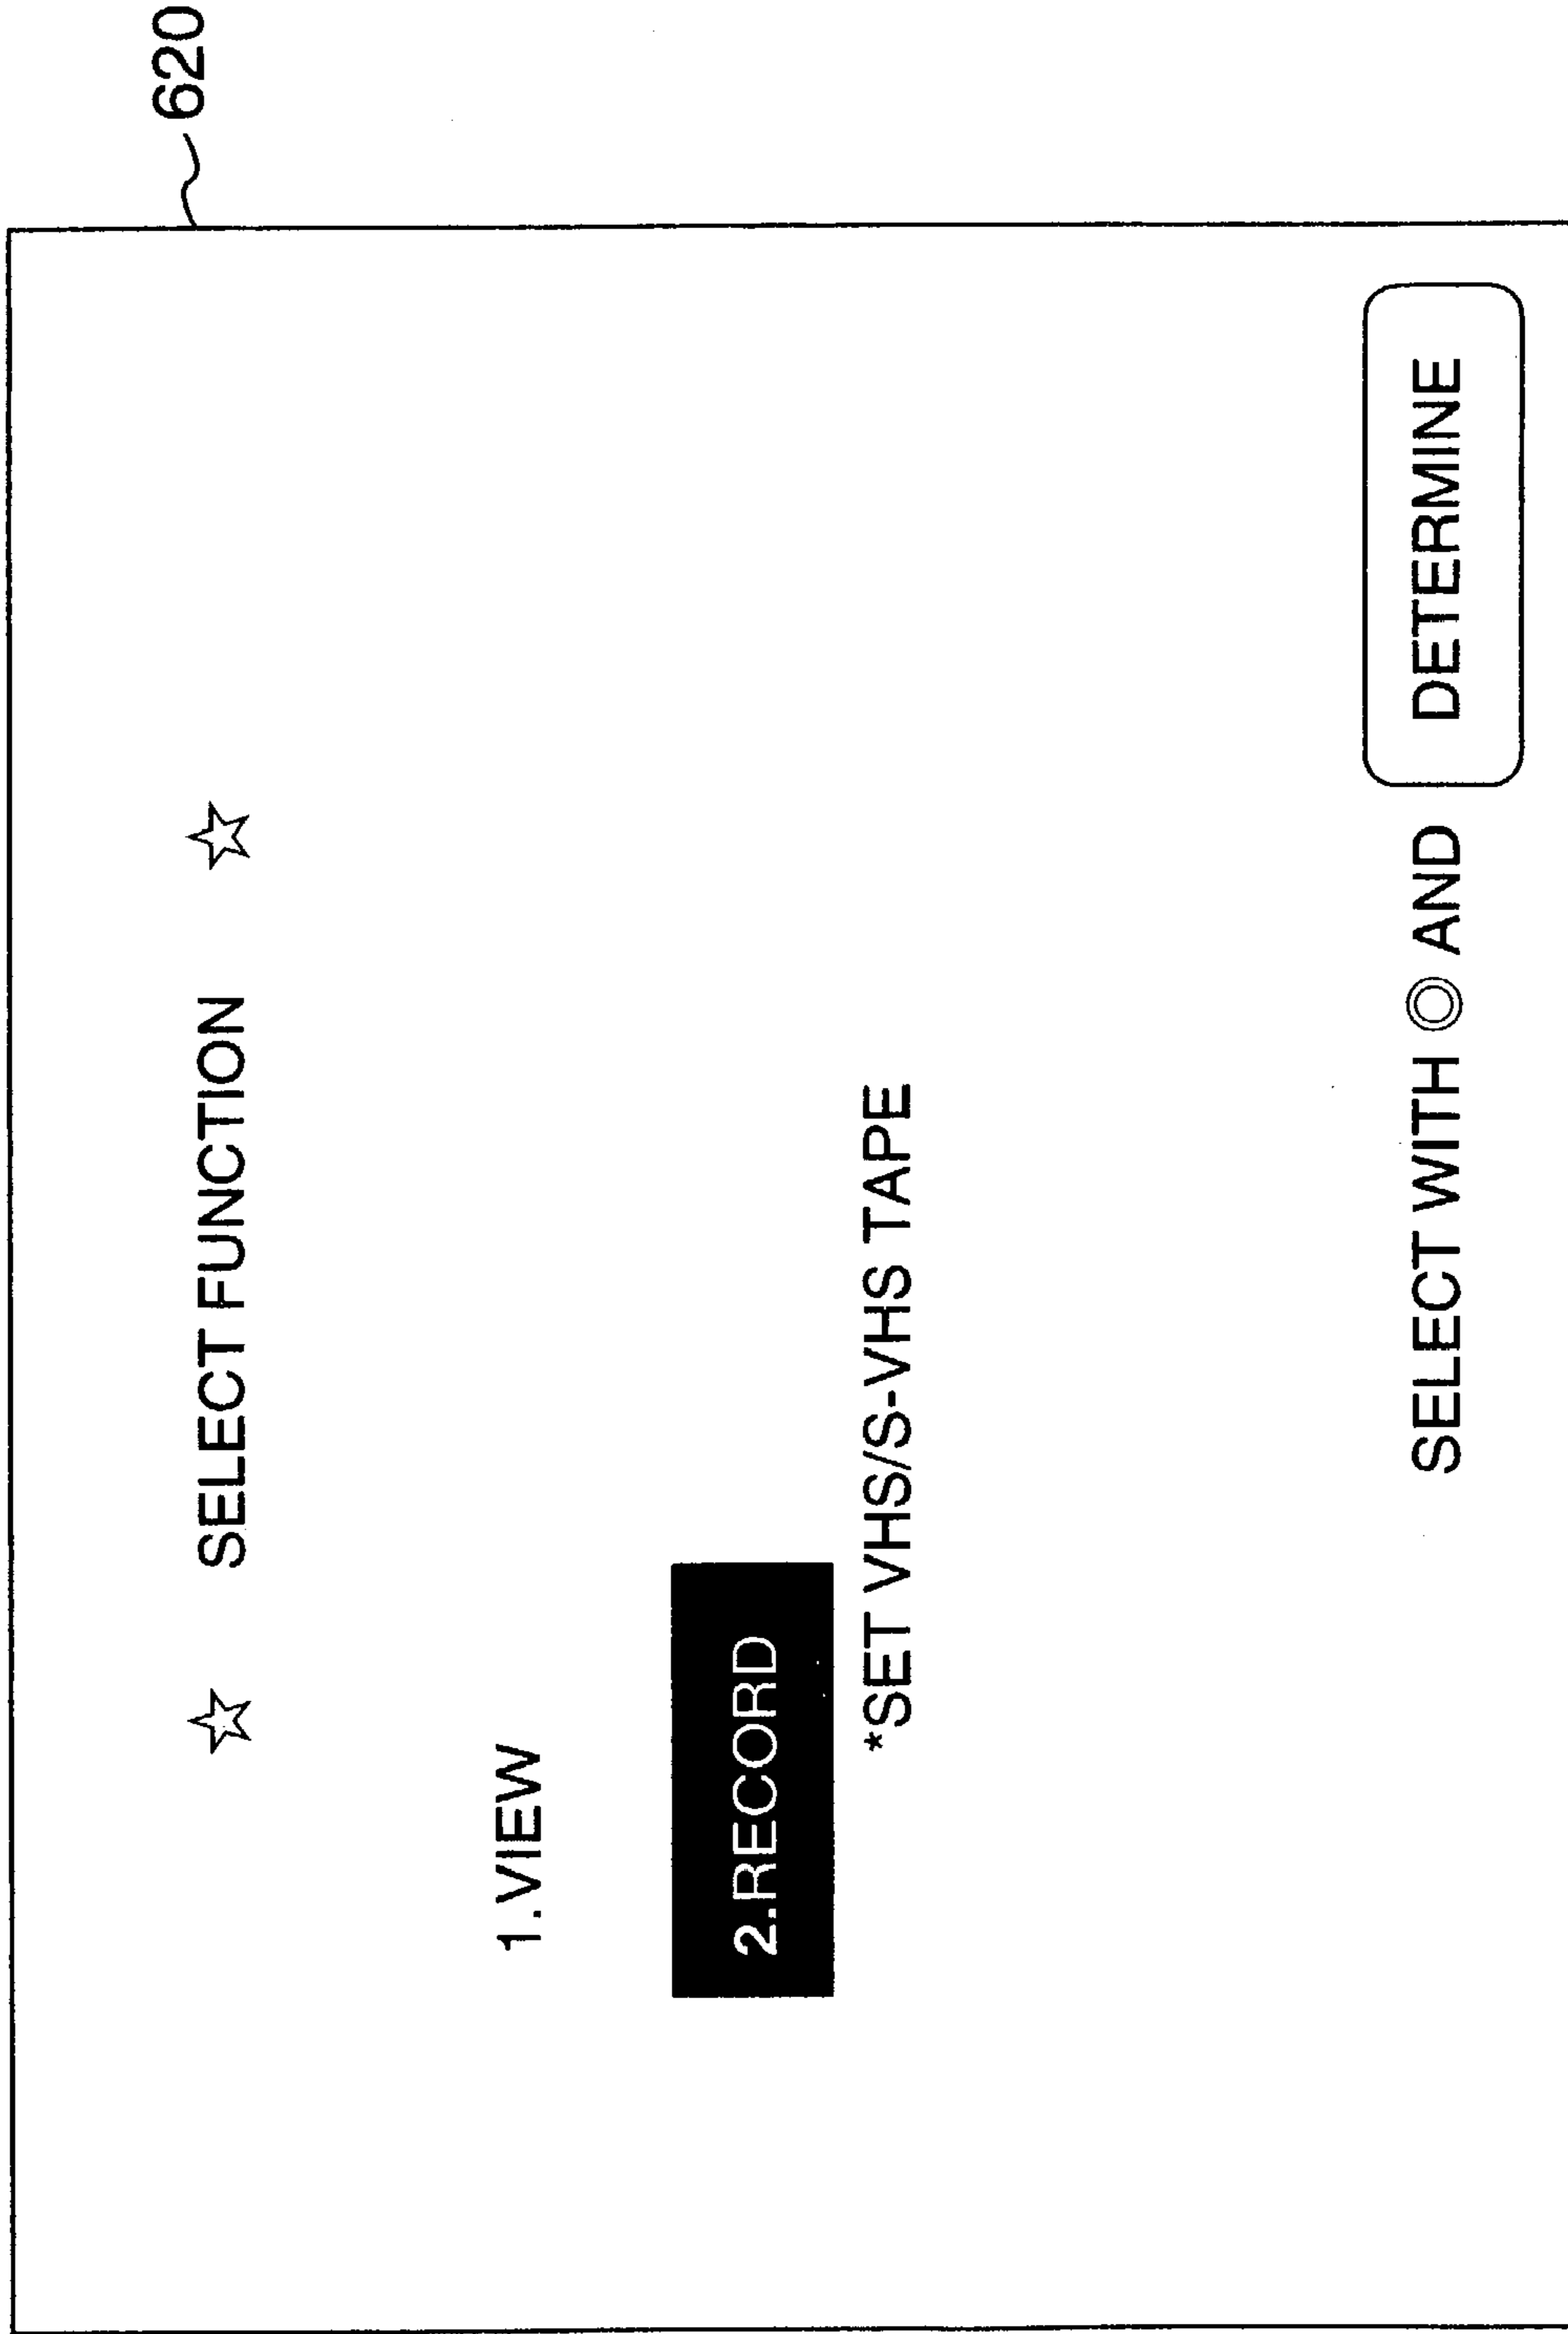 620
☆ SELECT FUNCTION ☆
1.VIEW
2.RECORD
*SET VHS/S-VHS TAPE
SELECT WITH ◎ AND DETERMINE